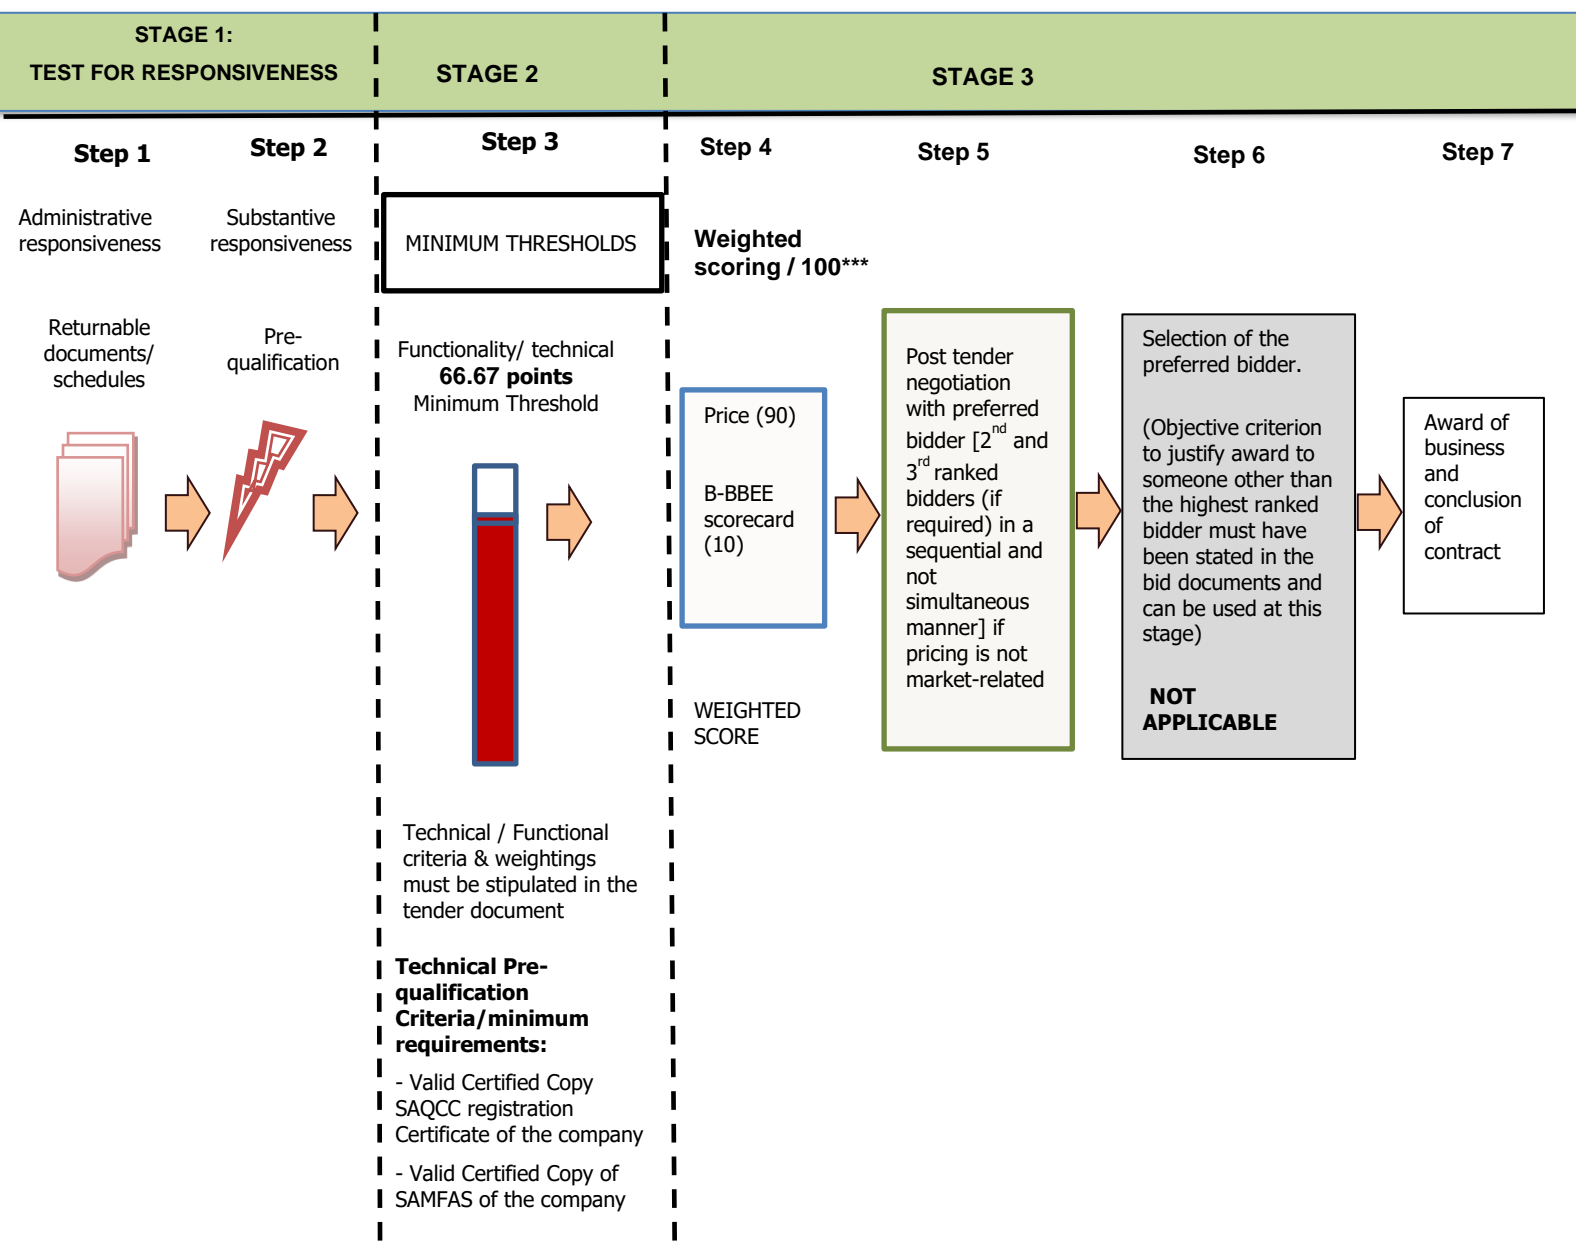 STAGE 1:
TEST FOR RESPONSIVENESS
STAGE 2
STAGE 3
Step 1
Step 2
Step 3
Step 4
Step 5
Step 6
Step 7
Administrative
responsiveness
Substantive
responsiveness
MINIMUM THRESHOLDS
Weighted
scoring / 100***
Returnable
documents/
schedules
Pre-
qualification
Functionality/ technical
66.67 points
Minimum Threshold
Price (90)
B-BBEE
scorecard
(10)
WEIGHTED
SCORE
Post tender
negotiation
with preferred
bidder [2nd and
3rd ranked
bidders (if
required) in a
sequential and
not
simultaneous
manner] if
pricing is not
market-related
Selection of the
preferred bidder.
(Objective criterion
to justify award to
someone other than
the highest ranked
bidder must have
been stated in the
bid documents and
can be used at this
stage)
NOT
APPLICABLE
Award of
business
and
conclusion
of
contract
Technical / Functional
criteria & weightings
must be stipulated in the
tender document
Technical Pre-
qualification
Criteria/minimum
requirements:
- Valid Certified Copy
SAQCC registration
Certificate of the company
- Valid Certified Copy of
SAMFAS of the company